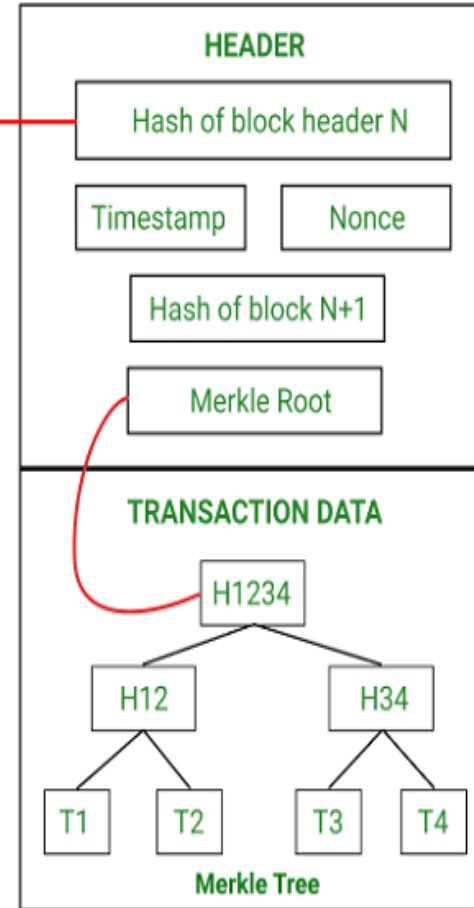 HEADER
Hash of block header N
Timestamp
Nonce
Hash of block N+1
Merkle Root
TRANSACTION DATA
H1234
H12
H34
T1
T2
T3
T4
Merkle Tree